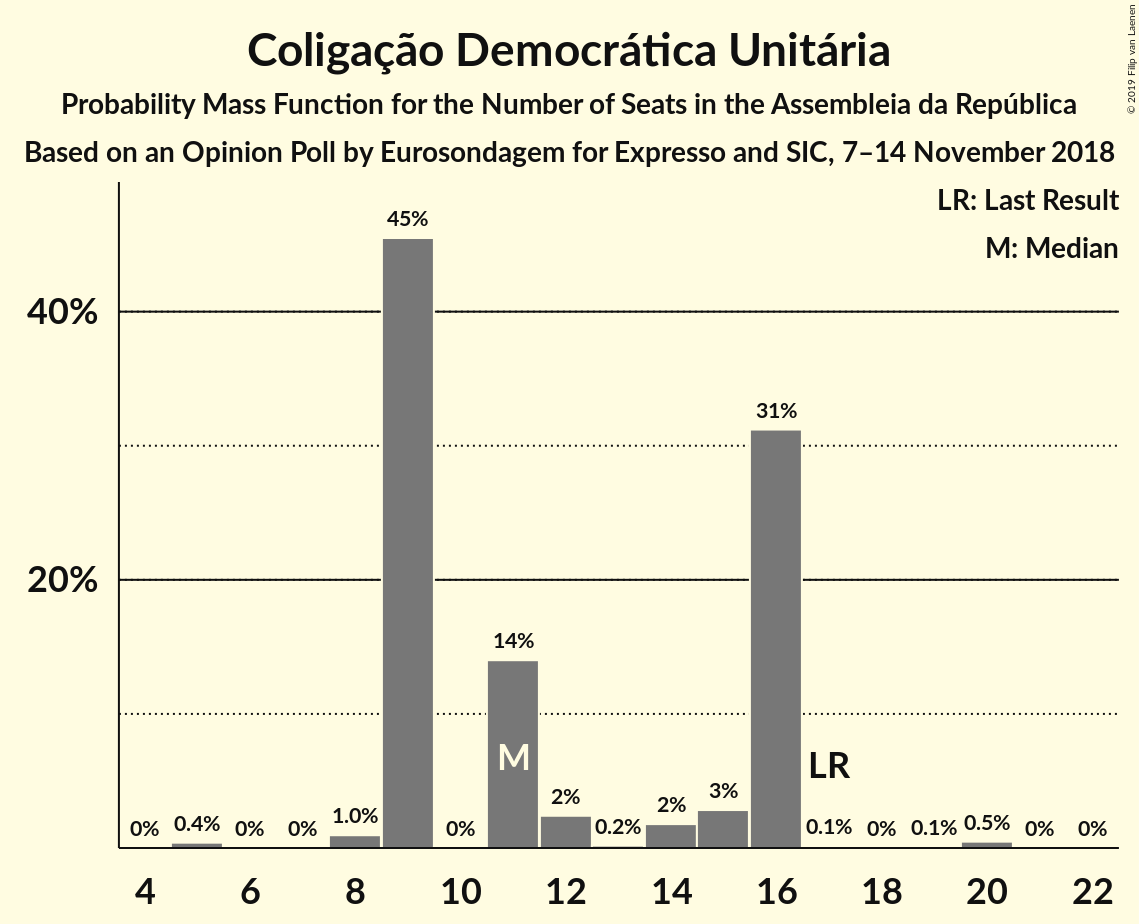 Coligação Democrática Unitária
Probability Mass Function for the Number of Seats in the Assembleia da República
Based on an Opinion Poll by Eurosondagem for Expresso and SIC, 7–14 November 2018
© 2019 Filip van Laenen
LR: Last Result
M: Median
40%
20%
0%
0.4%
0%
0%
1.0%
45%
0%
14%
2%
0.2%
2%
3%
31%
0.1%
0%
0.1%
0.5%
0%
0%
M
LR
4 6 8 10 12 14 16 18 20 22